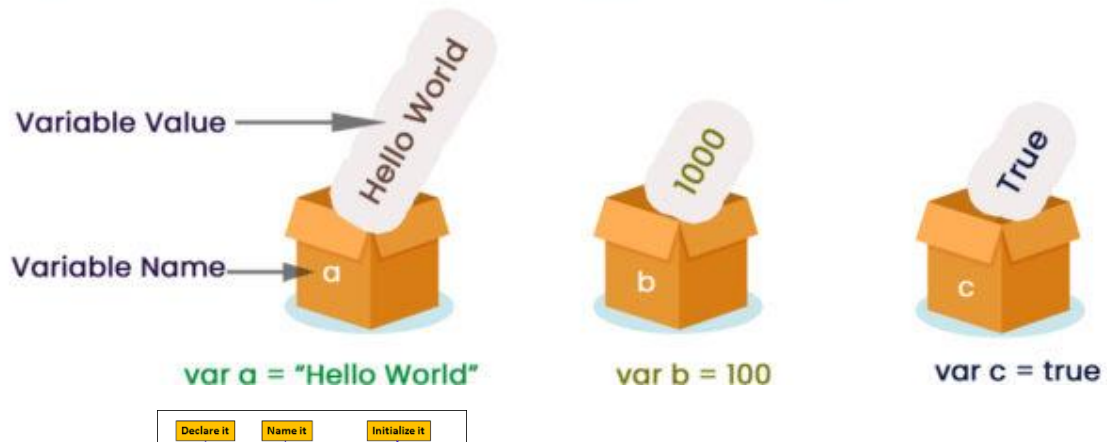 Variable Value
Hello World
1000
True
Variable Name
a
b
c
var a = “Hello World”
var b = 100
var c = true
Declare it
Name it
Initialize it